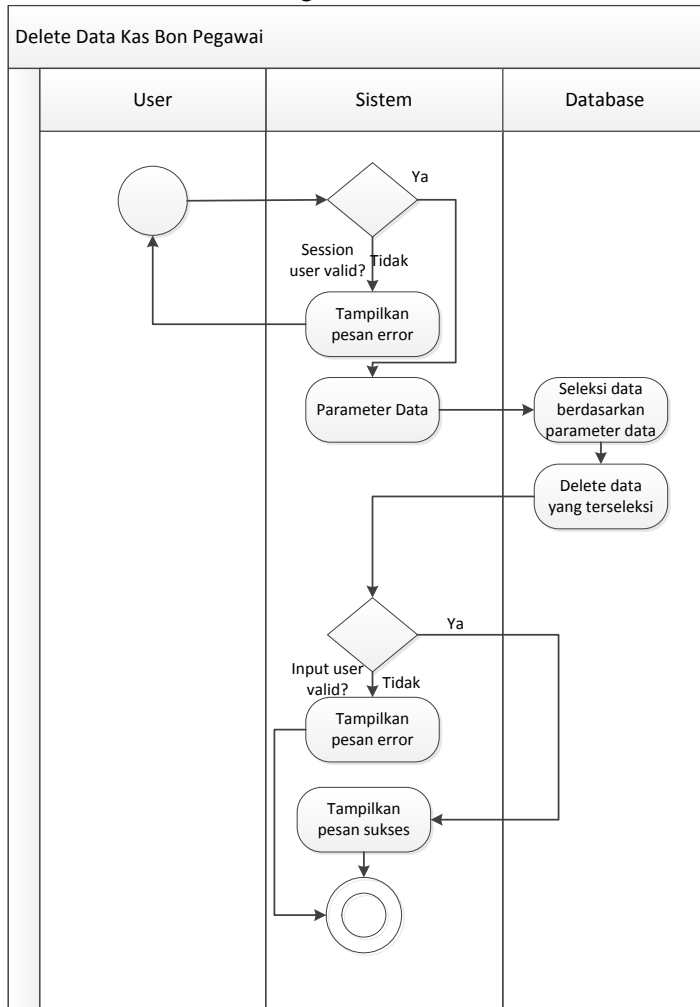 Delete Data Kas Bon Pegawai
User
Sistem
Database
Ya
Session
user valid?
Tidak
Tampilkan
pesan error
Parameter Data
Seleksi data
berdasarkan
parameter data
Delete data
yang terseleksi
Ya
Input user
valid?
Tidak
Tampilkan
pesan error
Tampilkan
pesan sukses